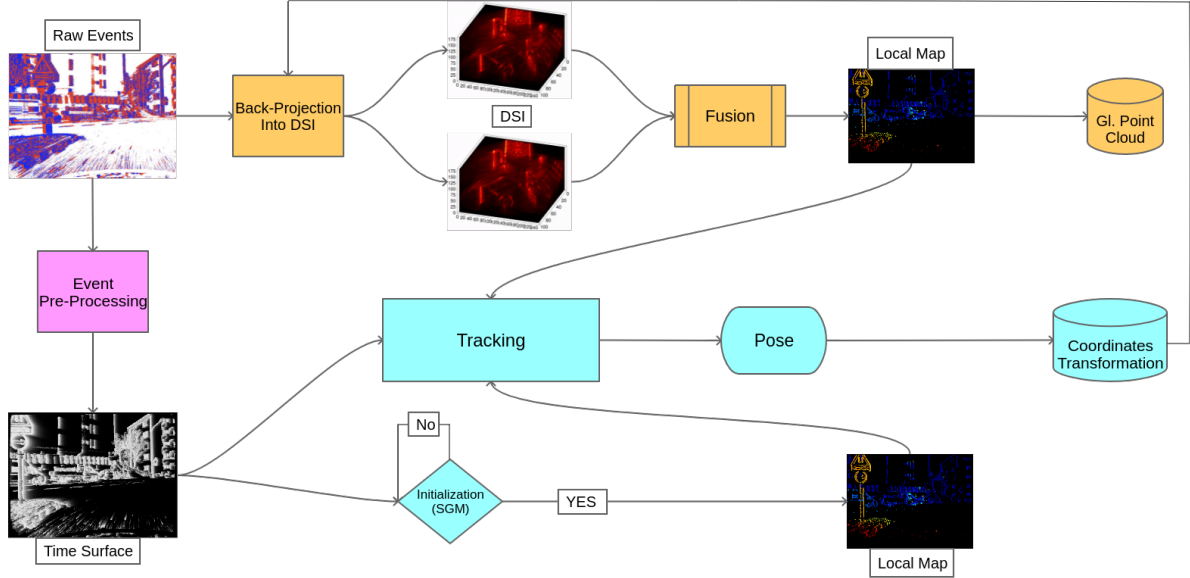 Raw Events
Back-Projection
Into DSI
DSI
Fusion
Local Map
Gl. Point
Cloud
Event
Pre-Processing
Tracking
Pose
Coordinates
Transformation
No
Initialization
(SGM)
YES
Time Surface
Local Map